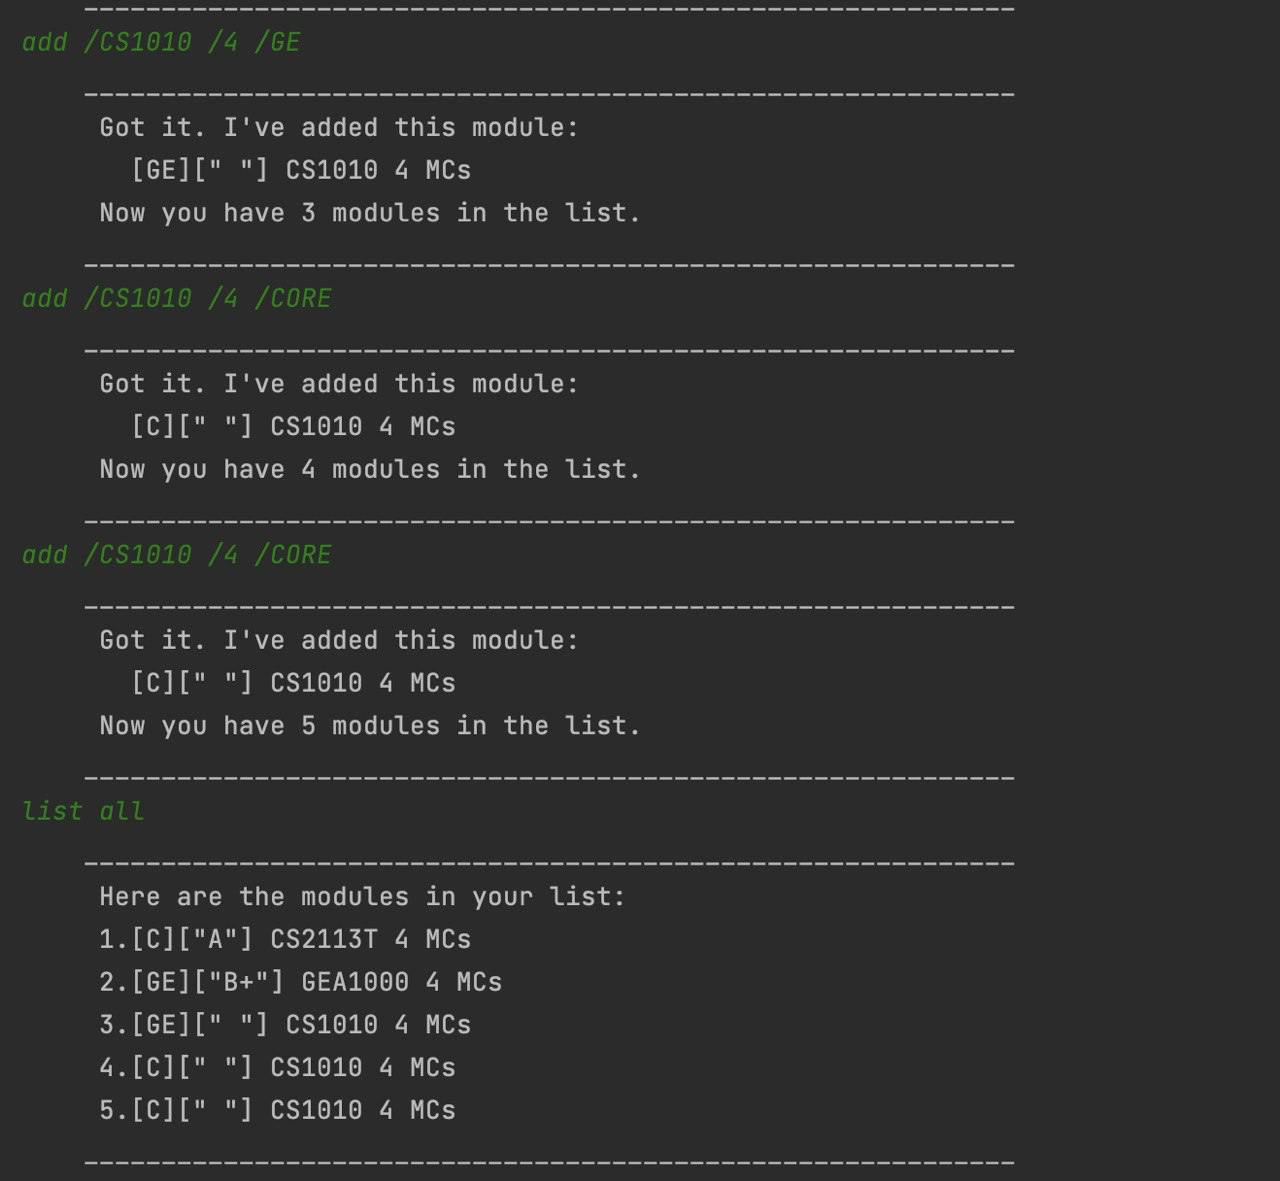 ____________________________________________________________
add /CS1010 /4 /GE
____________________________________________________________
Got it. I've added this module:
[GE][" "] CS1010 4 MCs
Now you have 3 modules in the list.
____________________________________________________________
add /CS1010 /4 /CORE
____________________________________________________________
Got it. I've added this module:
[C][" "] CS1010 4 MCs
Now you have 4 modules in the list.
____________________________________________________________
add /CS1010 /4 /CORE
____________________________________________________________
Got it. I've added this module:
[C][" "] CS1010 4 MCs
Now you have 5 modules in the list.
____________________________________________________________
list all
____________________________________________________________
Here are the modules in your list:
1.[C]["A"] CS2113T 4 MCs
2.[GE]["B+"] GEA1000 4 MCs
3.[GE][" "] CS1010 4 MCs
4.[C][" "] CS1010 4 MCs
5.[C][" "] CS1010 4 MCs
____________________________________________________________